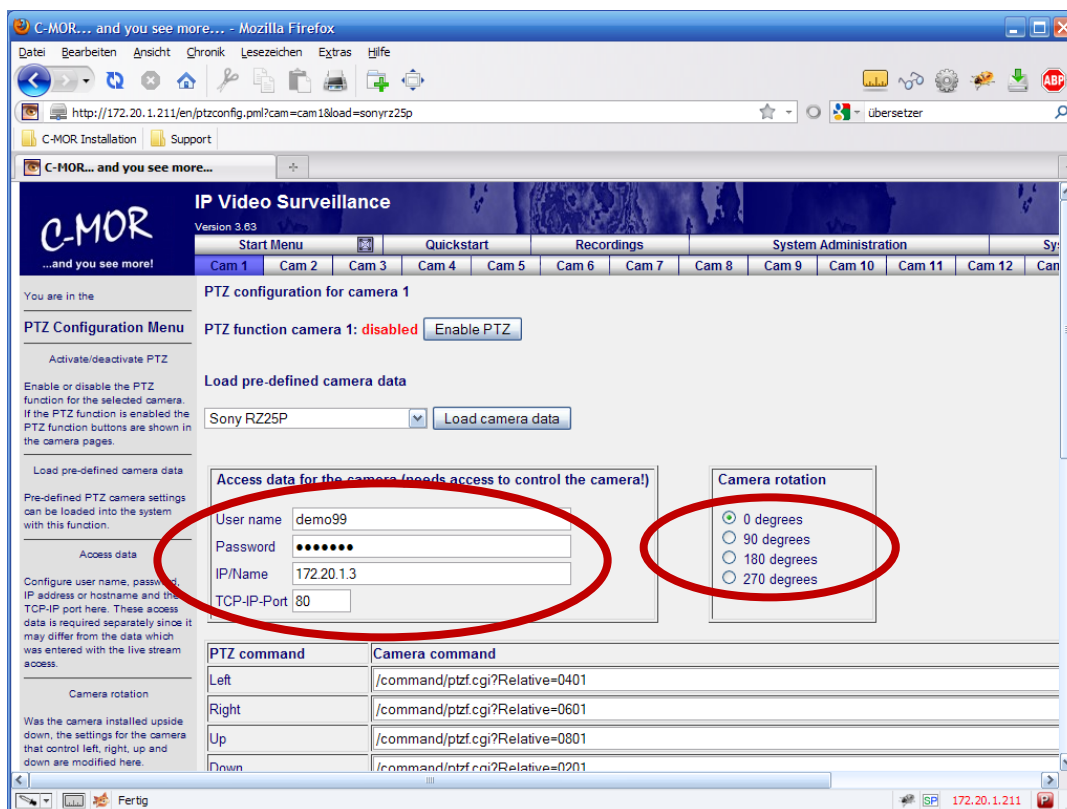 C-MOR... and you see more... - Mozilla Firefox
Datei Bearbeiten Ansicht Chronik Lesezeichen Extras Hilfe
ABP
http://172.20.1.211/en/ptzconfig.pml?cam=cam1&load=sonyrz25p
übersetzer
C-MOR Installation Support
C-MOR... and you see more...
C-MOR
...and you see more!
IP Video Surveillance
Version 3.63
Start Menu Quickstart Recordings System Administration Sy
Cam 1 Cam 2 Cam 3 Cam 4 Cam 5 Cam 6 Cam 7 Cam 8 Cam 9 Cam 10 Cam 11 Cam 12 Can
You are in the
PTZ Configuration Menu
Activate/deactivate PTZ
Enable or disable the PTZ
function for the selected camera.
If the PTZ function is enabled the
PTZ function buttons are shown in
the camera pages.
Load pre-defined camera data
Pre-defined PTZ camera settings
can be loaded into the system
with this function.
Access data
Configure user name, password,
IP address or hostname and the
TCP-IP port here. These access
data is required separately since it
may differ from the data which
was entered with the live stream
access.
Camera rotation
Was the camera installed upside
down, the settings for the camera
that control left, right, up and
down are modified here.
PTZ configuration for camera 1
PTZ function camera 1: disabled Enable PTZ
Load pre-defined camera data
Sony RZ25P Load camera data
Access data for the camera (needs access to control the camera!)
User name demo99
Password •••••••
IP/Name 172.20.1.3
TCP-IP-Port 80
Camera rotation
0 degrees
90 degrees
180 degrees
270 degrees
PTZ command Camera command
Left /command/ptzf.cgi?Relative=0401
Right /command/ptzf.cgi?Relative=0601
Up /command/ptzf.cgi?Relative=0801
Down /command/ptzf.cgi?Relative=0201
Fertig
SP 172.20.1.211 P